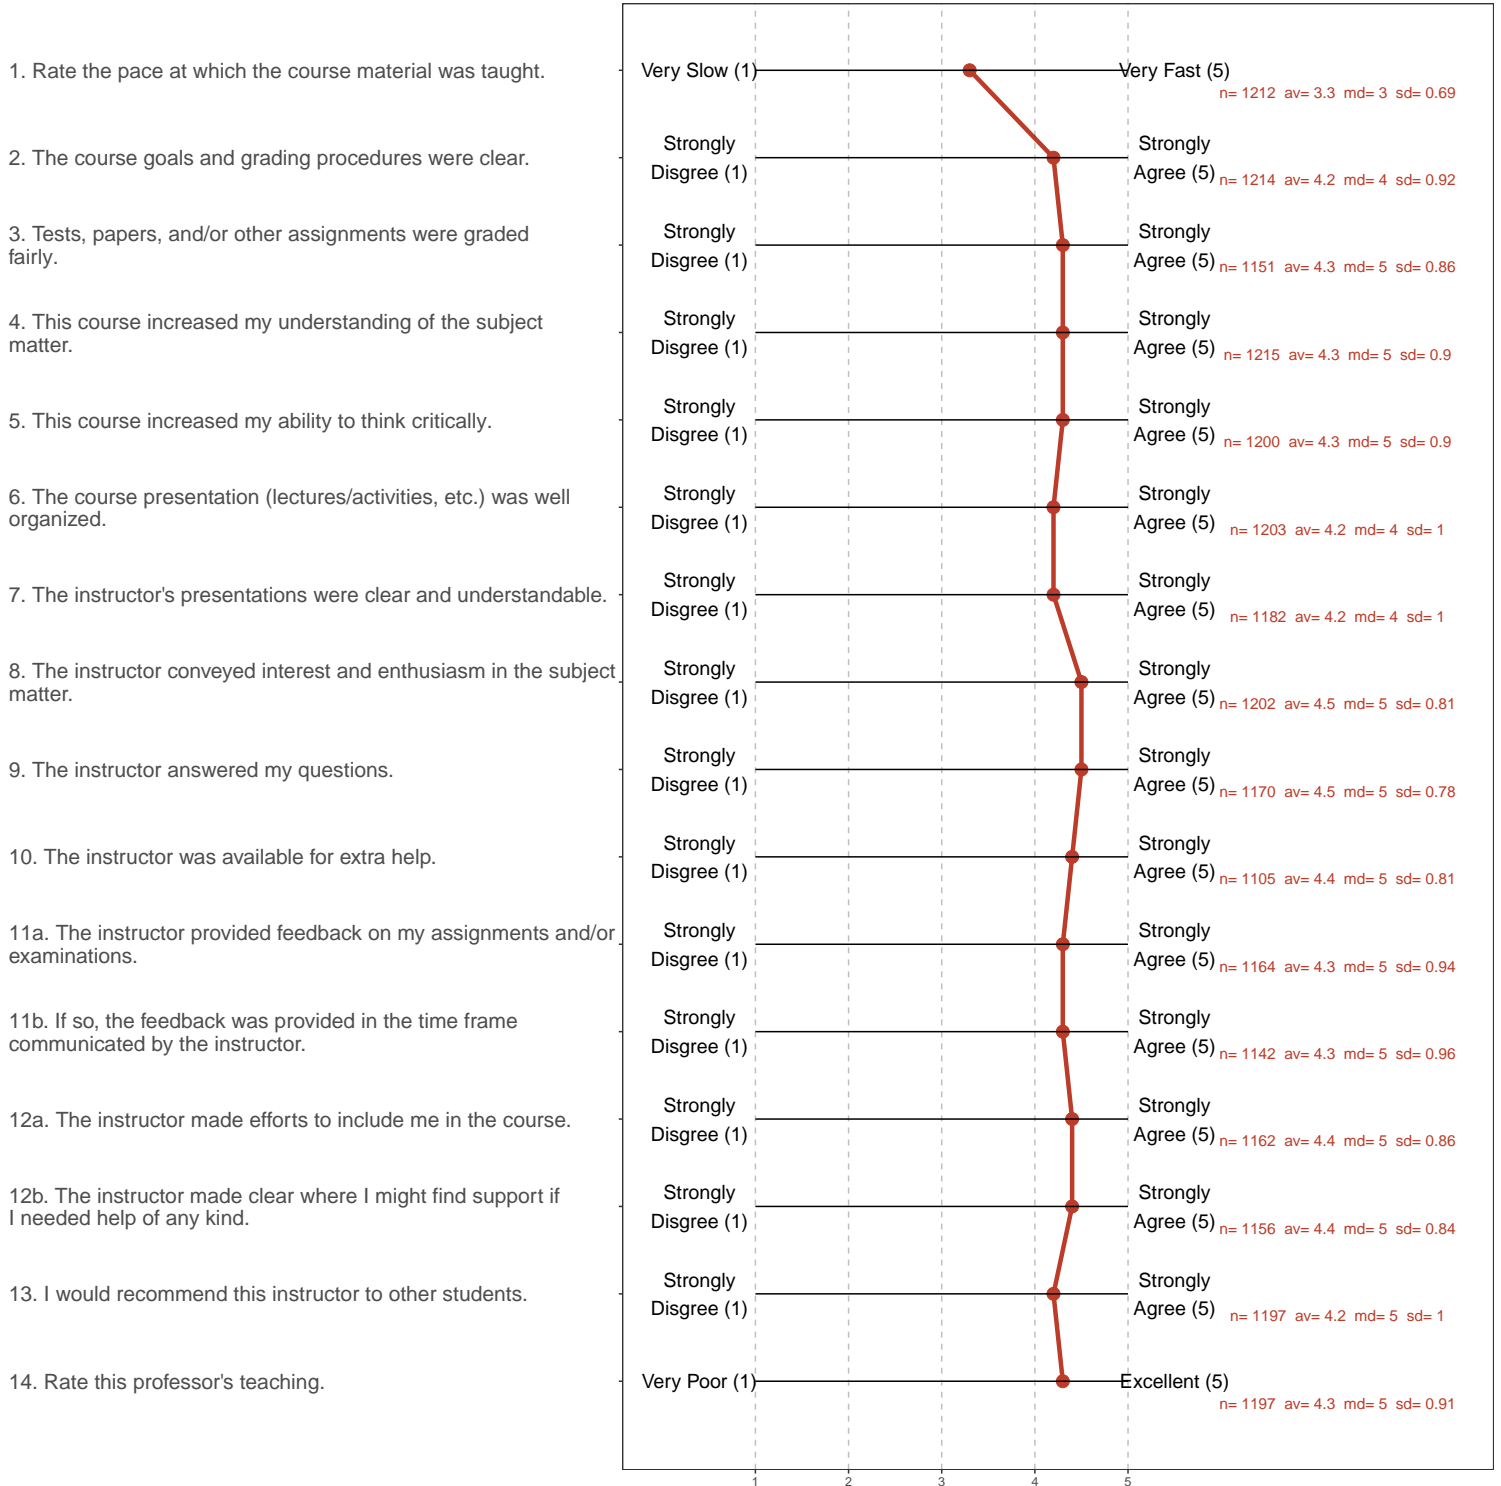 1. Rate the pace at which the course material was taught.
Very Slow (1)
Very Fast (5)
n= 1212 av= 3.3 md= 3 sd= 0.69
2. The course goals and grading procedures were clear.
Strongly
Disgree (1)
Strongly
Agree (5)
n= 1214 av= 4.2 md= 4 sd= 0.92
3. Tests, papers, and/or other assignments were graded
fairly.
Strongly
Disgree (1)
Strongly
Agree (5)
n= 1151 av= 4.3 md= 5 sd= 0.86
4. This course increased my understanding of the subject
matter.
Strongly
Disgree (1)
Strongly
Agree (5)
n= 1215 av= 4.3 md= 5 sd= 0.9
5. This course increased my ability to think critically.
Strongly
Disgree (1)
Strongly
Agree (5)
n= 1200 av= 4.3 md= 5 sd= 0.9
6. The course presentation (lectures/activities, etc.) was well
organized.
Strongly
Disgree (1)
Strongly
Agree (5)
n= 1203 av= 4.2 md= 4 sd= 1
7. The instructor's presentations were clear and understandable.
Strongly
Disgree (1)
Strongly
Agree (5)
n= 1182 av= 4.2 md= 4 sd= 1
8. The instructor conveyed interest and enthusiasm in the subject
matter.
Strongly
Disgree (1)
Strongly
Agree (5)
n= 1202 av= 4.5 md= 5 sd= 0.81
9. The instructor answered my questions.
Strongly
Disgree (1)
Strongly
Agree (5)
n= 1170 av= 4.5 md= 5 sd= 0.78
10. The instructor was available for extra help.
Strongly
Disgree (1)
Strongly
Agree (5)
n= 1105 av= 4.4 md= 5 sd= 0.81
11a. The instructor provided feedback on my assignments and/or
examinations.
Strongly
Disgree (1)
Strongly
Agree (5)
n= 1164 av= 4.3 md= 5 sd= 0.94
11b. If so, the feedback was provided in the time frame
communicated by the instructor.
Strongly
Disgree (1)
Strongly
Agree (5)
n= 1142 av= 4.3 md= 5 sd= 0.96
12a. The instructor made efforts to include me in the course.
Strongly
Disgree (1)
Strongly
Agree (5)
n= 1162 av= 4.4 md= 5 sd= 0.86
12b. The instructor made clear where I might find support if
I needed help of any kind.
Strongly
Disgree (1)
Strongly
Agree (5)
n= 1156 av= 4.4 md= 5 sd= 0.84
13. I would recommend this instructor to other students.
Strongly
Disgree (1)
Strongly
Agree (5)
n= 1197 av= 4.2 md= 5 sd= 1
14. Rate this professor's teaching.
Very Poor (1)
Excellent (5)
n= 1197 av= 4.3 md= 5 sd= 0.91
1 2 3 4 5